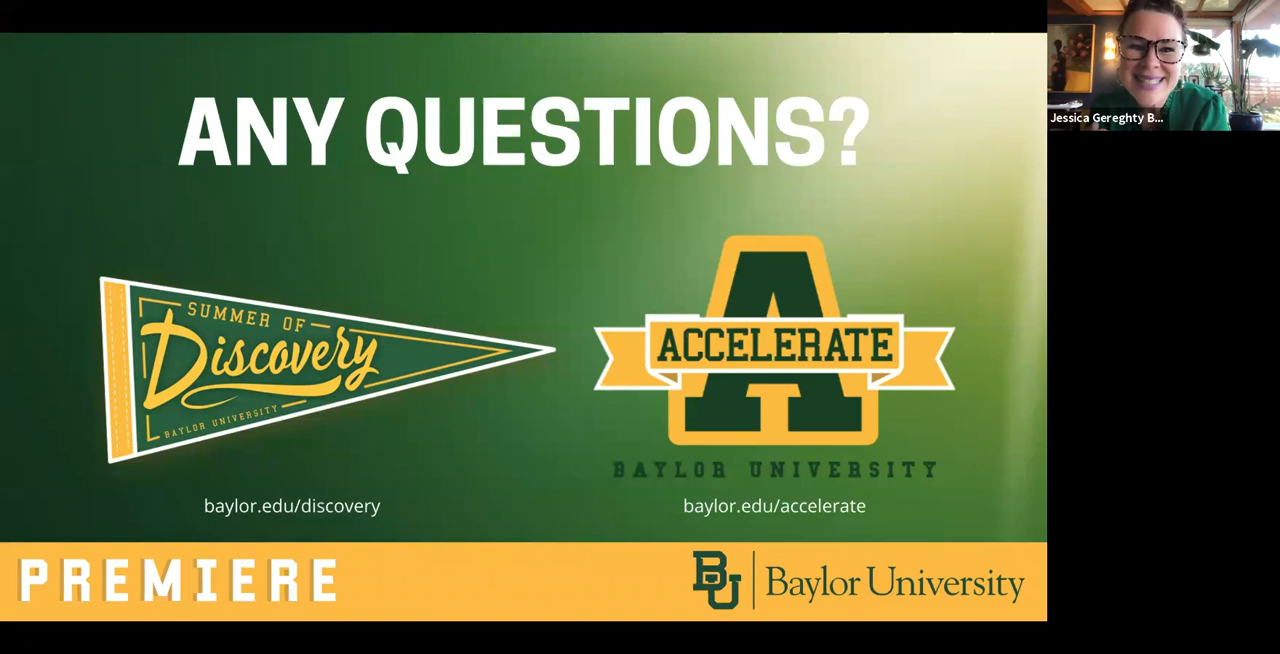 ANY QUESTIONS?
SUMMER OF
Discovery
BAYLOR UNIVERSITY
baylor.edu/discovery
A
ACCELERATE
BAYLOR UNIVERSITY
baylor.edu/accelerate
PREMIERE
BU Baylor University
Jessica Gereghty B...